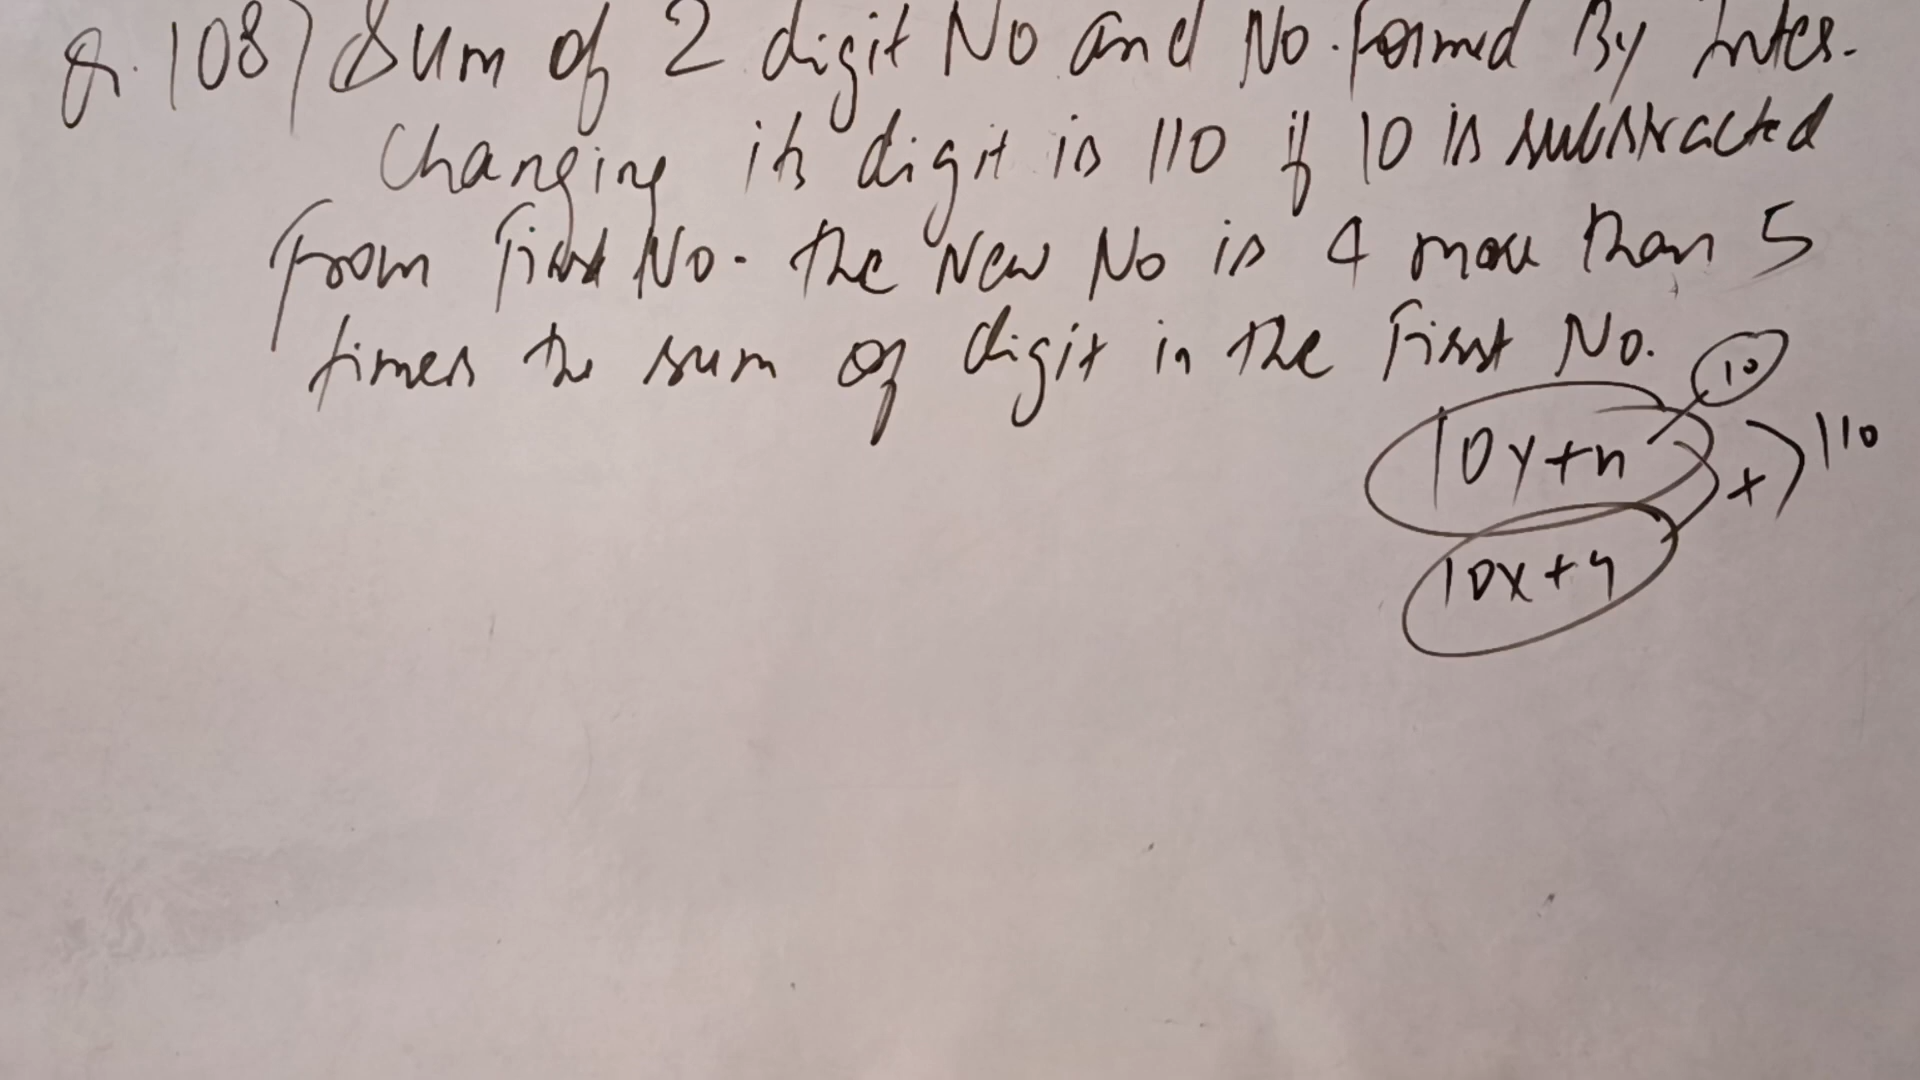 Q. 108) Sum of 2 digit No and No. formed By Inter-
Changing its digit is 110 if 10 is substracted
From First No. the New No is 4 more than 5
times the sum of digit in the First No.
10
10y+x
+
110
10x+y